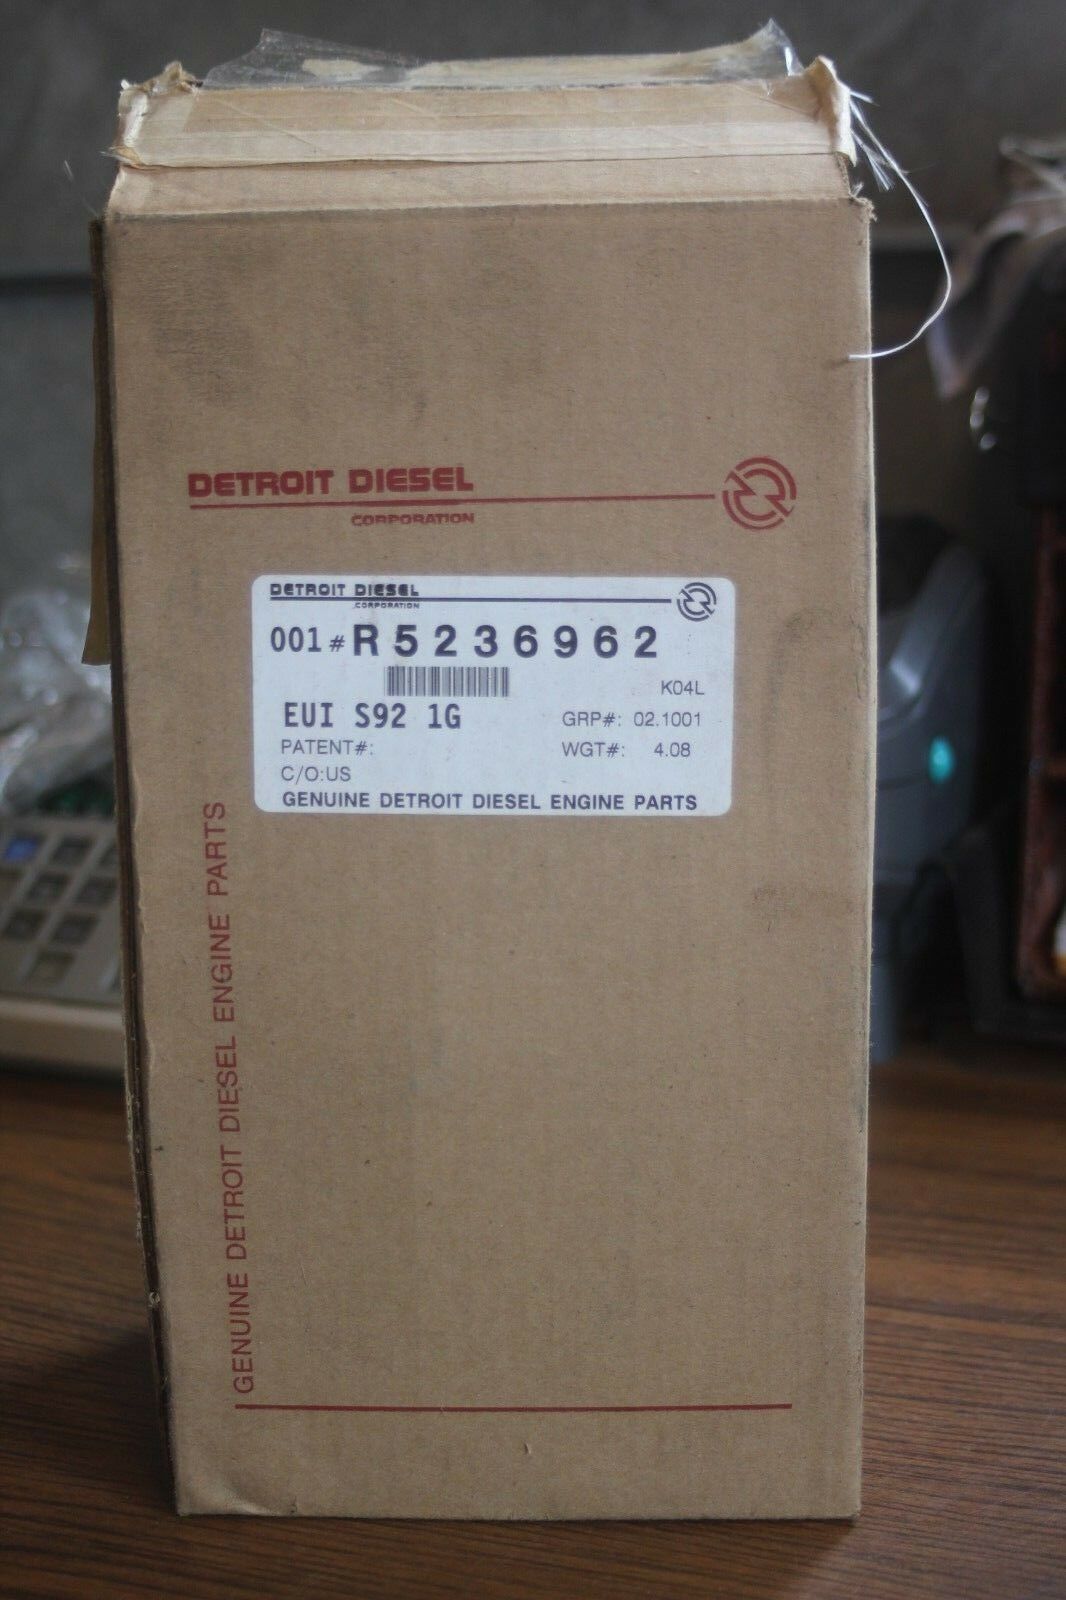 DETROIT DIESEL
CORPORATION
DETROIT DIESEL
CORPORATION
001# R5236962
K04L
EUI S92 1G
GRP#: 02.1001
PATENT#:
WGT#: 4.08
C/O:US
GENUINE DETROIT DIESEL ENGINE PARTS
GENUINE DETROIT DIESEL ENGINE PARTS